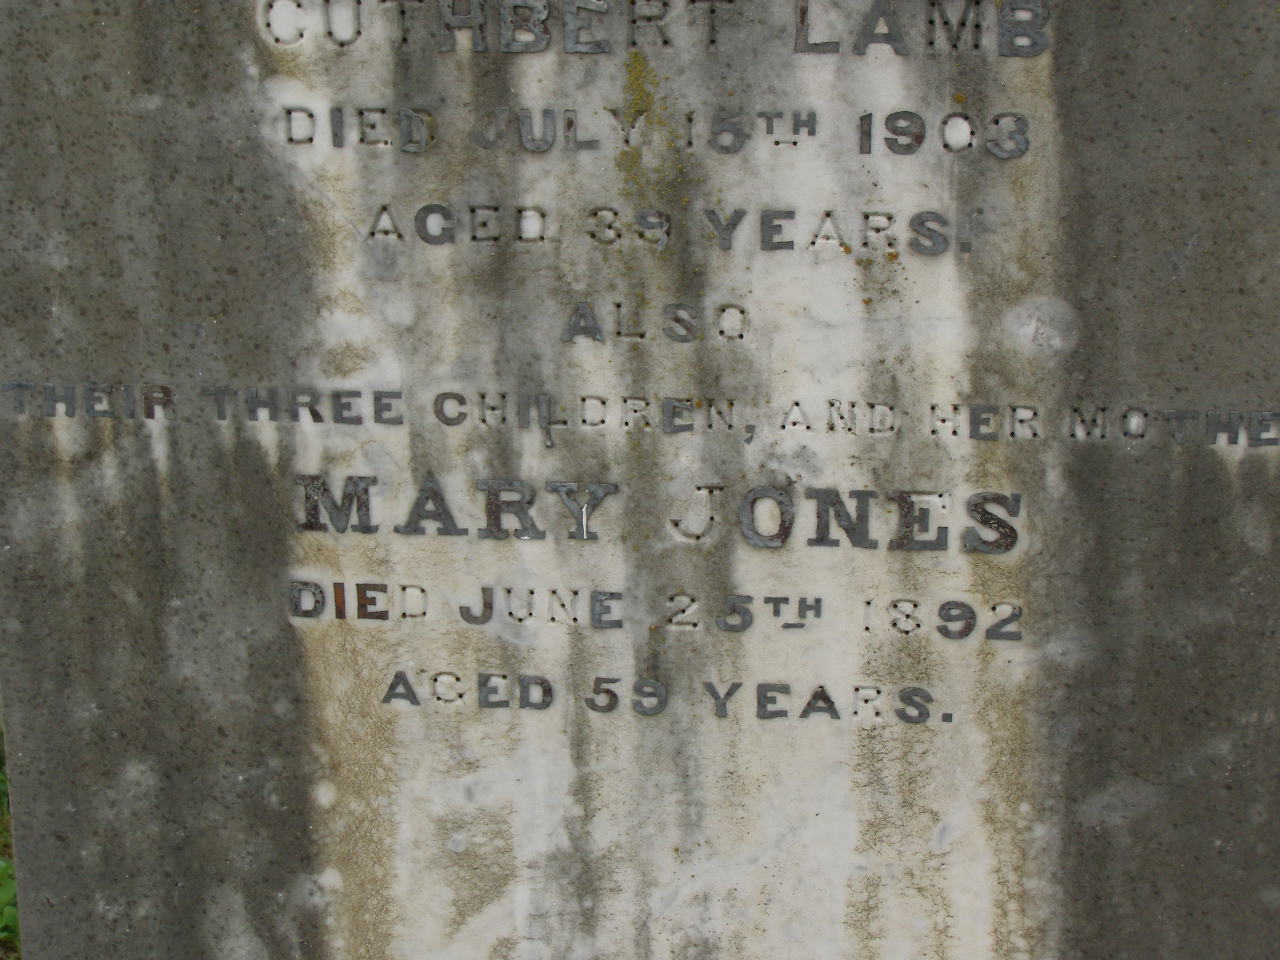 CUTHBERT LAMB
DIED JULY 15TH 1903
AGED 39 YEARS.
ALSO
THEIR THREE CHILDREN, AND HER MOTHE
MARY JONES
DIED JUNE 25TH 1892
AGED 59 YEARS.